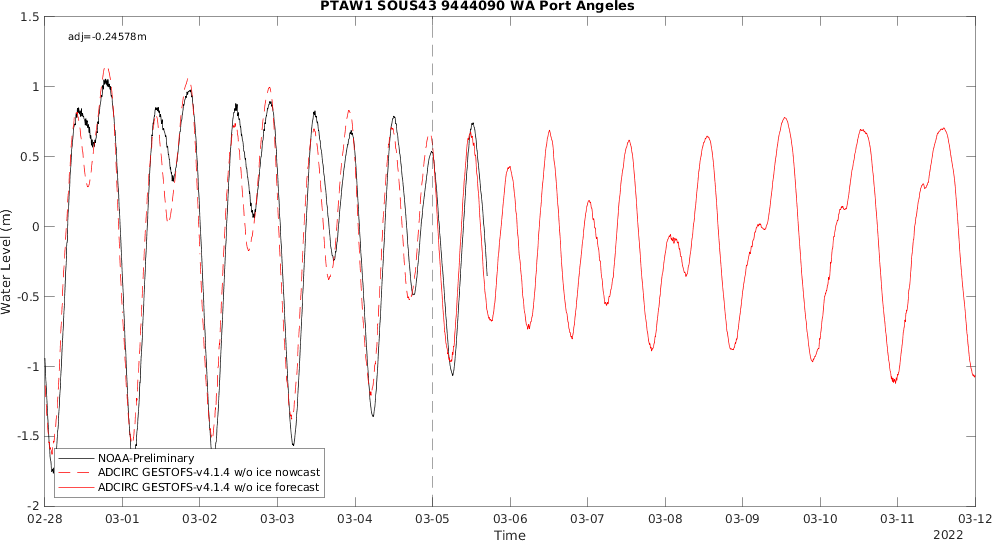 PTAW1 SOUS43 9444090 WA Port Angeles
adj=-0.24578m
1.5
1
0.5
0
-0.5
-1
-1.5
-2
Water Level (m)
NOAA-Preliminary
ADCIRC GESTOFS-v4.1.4 w/o ice nowcast
ADCIRC GESTOFS-v4.1.4 w/o ice forecast
02-28 03-01 03-02 03-03 03-04 03-05 03-06 03-07 03-08 03-09 03-10 03-11 03-12
Time
2022